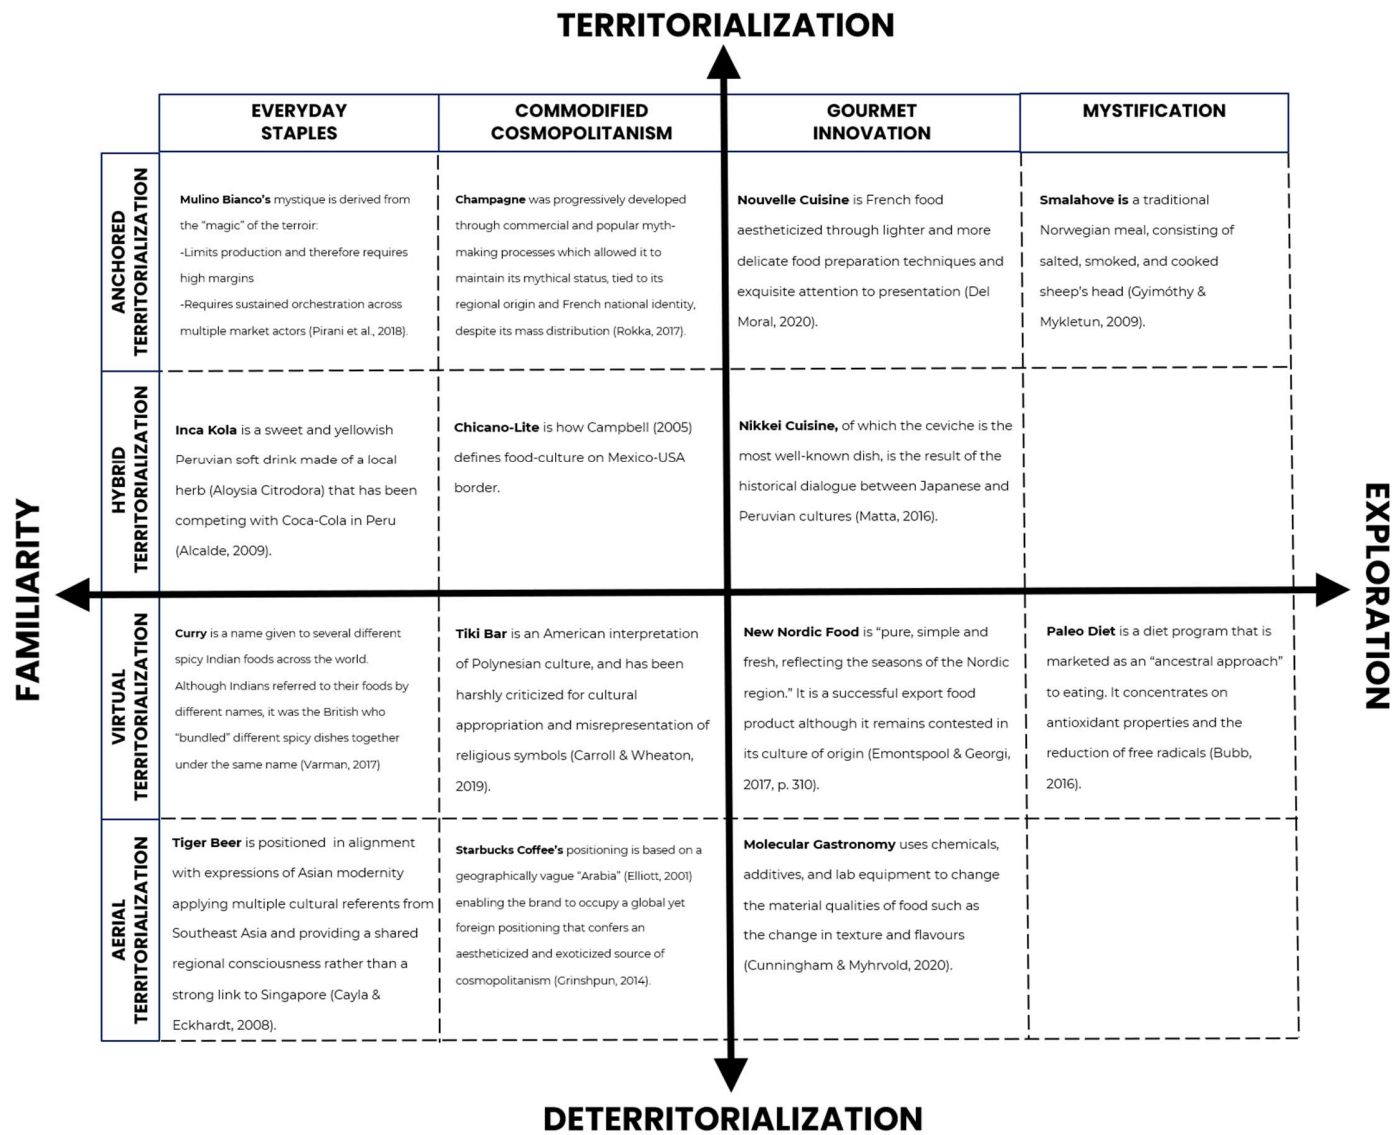 TERRITORIALIZATION
EVERYDAY
STAPLES
COMMODIFIED
COSMOPOLITANISM
GOURMET
INNOVATION
MYSTIFICATION
ANCHORED
TERRITORIALIZATION
Mulino Bianco's mystique is derived from
the "magic" of the terroir:
-Limits production and therefore requires
high margins
-Requires sustained orchestration across
multiple market actors (Pirani et al., 2018).
Champagne was progressively developed
through commercial and popular myth-
making processes which allowed it to
maintain its mythical status, tied to its
regional origin and French national identity,
despite its mass distribution (Rokka, 2017).
Nouvelle Cuisine is French food
aestheticized through lighter and more
delicate food preparation techniques and
exquisite attention to presentation (Del
Moral, 2020).
Smalahove is a traditional
Norwegian meal, consisting of
salted, smoked, and cooked
sheep's head (Gyimóthy &
Mykletun, 2009).
HYBRID
TERRITORIALIZATION
Inca Kola is a sweet and yellowish
Peruvian soft drink made of a local
herb (Aloysia Citrodora) that has been
competing with Coca-Cola in Peru
(Alcalde, 2009).
Chicano-Lite is how Campbell (2005)
defines food-culture on Mexico-USA
border.
Nikkei Cuisine, of which the ceviche is the
most well-known dish, is the result of the
historical dialogue between Japanese and
Peruvian cultures (Matta, 2016).
FAMILIARITY
EXPLORATION
VIRTUAL
TERRITORIALIZATION
Curry is a name given to several different
spicy Indian foods across the world.
Although Indians referred to their foods by
different names, it was the British who
"bundled" different spicy dishes together
under the same name (Varman, 2017)
Tiki Bar is an American interpretation
of Polynesian culture, and has been
harshly criticized for cultural
appropriation and misrepresentation of
religious symbols (Carroll & Wheaton,
2019).
New Nordic Food is "pure, simple and
fresh, reflecting the seasons of the Nordic
region." It is a successful export food
product although it remains contested in
its culture of origin (Emontspool & Georgi,
2017, p. 310).
Paleo Diet is a diet program that is
marketed as an "ancestral approach"
to eating. It concentrates on
antioxidant properties and the
reduction of free radicals (Bubb,
2016).
AERIAL
TERRITORIALIZATION
Tiger Beer is positioned in alignment
with expressions of Asian modernity
applying multiple cultural referents from
Southeast Asia and providing a shared
regional consciousness rather than a
strong link to Singapore (Cayla &
Eckhardt, 2008).
Starbucks Coffee's positioning is based on a
geographically vague "Arabia" (Elliott, 2001)
enabling the brand to occupy a global yet
foreign positioning that confers an
aestheticized and exoticized source of
cosmopolitanism (Grinshpun, 2014).
Molecular Gastronomy uses chemicals,
additives, and lab equipment to change
the material qualities of food such as
the change in texture and flavours
(Cunningham & Myhrvold, 2020).
DETERRITORIALIZATION